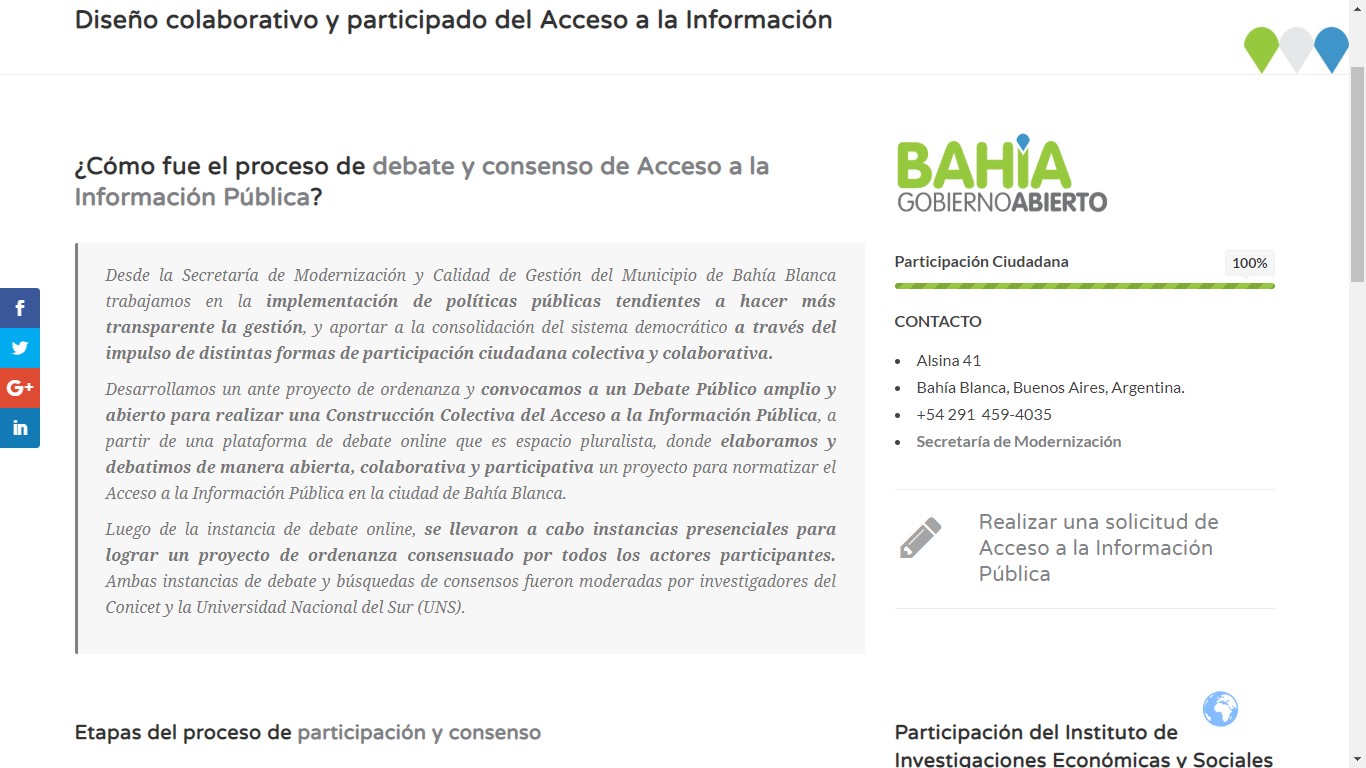 Diseño colaborativo y participado del Acceso a la Información
¿Cómo fue el proceso de debate y consenso de Acceso a la
Información Pública?
Desde la Secretaría de Modernización y Calidad de Gestión del Municipio de Bahía Blanca
trabajamos en la implementación de políticas públicas tendientes a hacer más
transparente la gestión, y aportar a la consolidación del sistema democrático a través del
impulso de distintas formas de participación ciudadana colectiva y colaborativa.
Desarrollamos un ante proyecto de ordenanza y convocamos a un Debate Público amplio y
abierto para realizar una Construcción Colectiva del Acceso a la Información Pública, a
partir de una plataforma de debate online que es espacio pluralista, donde elaboramos y
debatimos de manera abierta, colaborativa y participativa un proyecto para normatizar el
Acceso a la Información Pública en la ciudad de Bahía Blanca.
Luego de la instancia de debate online, se llevaron a cabo instancias presenciales para
lograr un proyecto de ordenanza consensuado por todos los actores participantes.
Ambas instancias de debate y búsquedas de consensos fueron moderadas por investigadores del
Conicet y la Universidad Nacional del Sur (UNS).
Etapas del proceso de participación y consenso
BAHÍA
GOBIERNOABIERTO
Participación Ciudadana 100%
CONTACTO
Alsina 41
Bahía Blanca, Buenos Aires, Argentina.
+54 291 459-4035
Secretaría de Modernización
Realizar una solicitud de
Acceso a la Información
Pública
Participación del Instituto de
Investigaciones Económicas y Sociales
f
G+
in